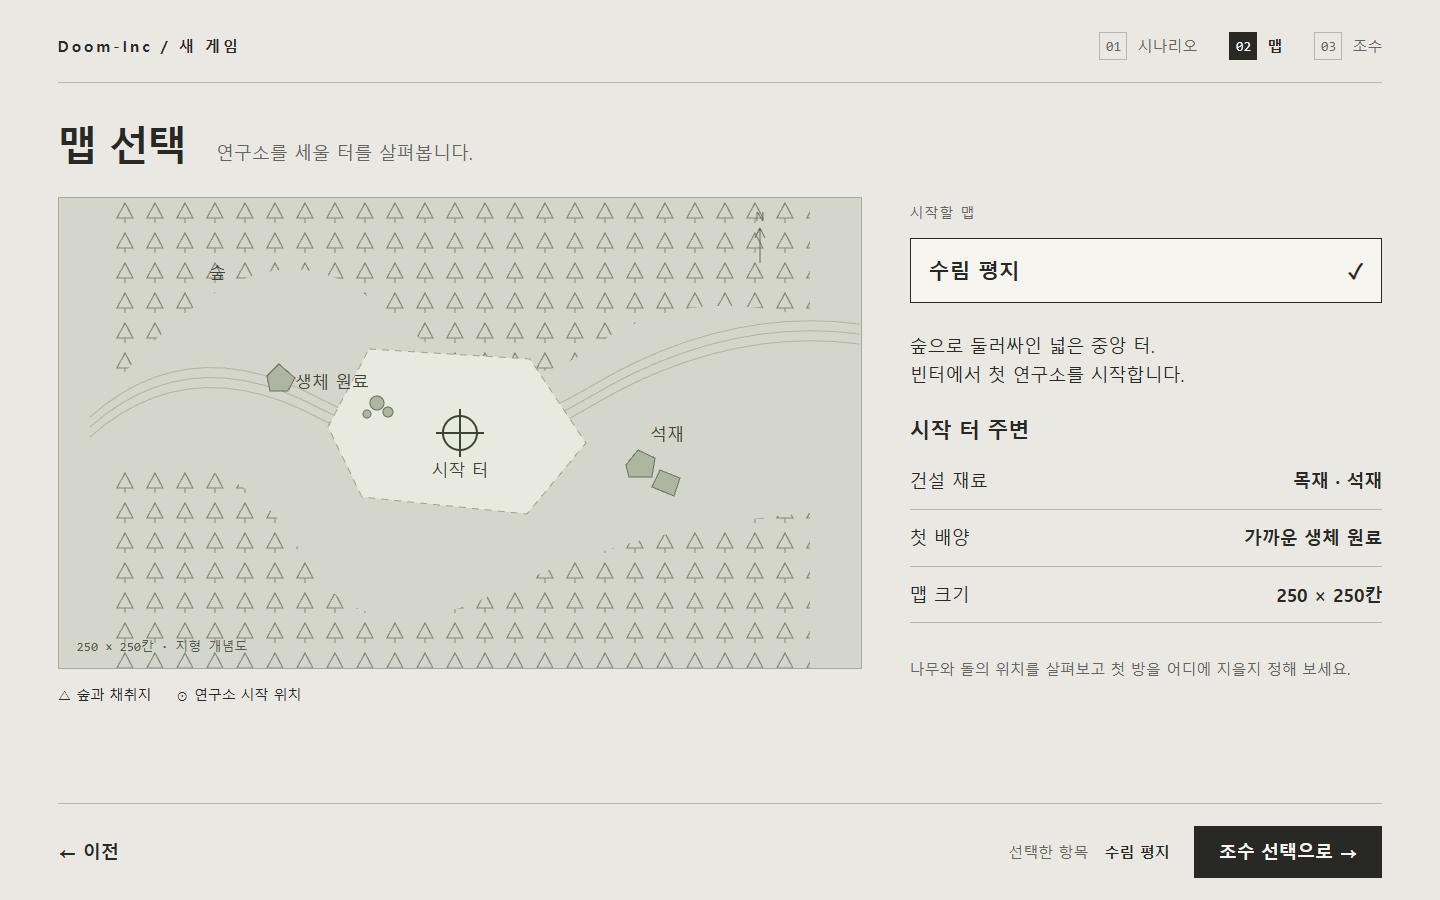 Doom-Inc / 새 게임
01 시나리오
02 맵
03 조수
맵 선택
연구소를 세울 터를 살펴봅니다.
N
숲
생체 원료
석재
시작 터
250 × 250칸 · 지형 개념도
△ 숲과 채취지
⊙ 연구소 시작 위치
시작할 맵
수림 평지 ✓
숲으로 둘러싸인 넓은 중앙 터.
빈터에서 첫 연구소를 시작합니다.
시작 터 주변
건설 재료 목재 · 석재
첫 배양 가까운 생체 원료
맵 크기 250 × 250칸
나무와 돌의 위치를 살펴보고 첫 방을 어디에 지을지 정해 보세요.
← 이전
선택한 항목 수림 평지
조수 선택으로 →